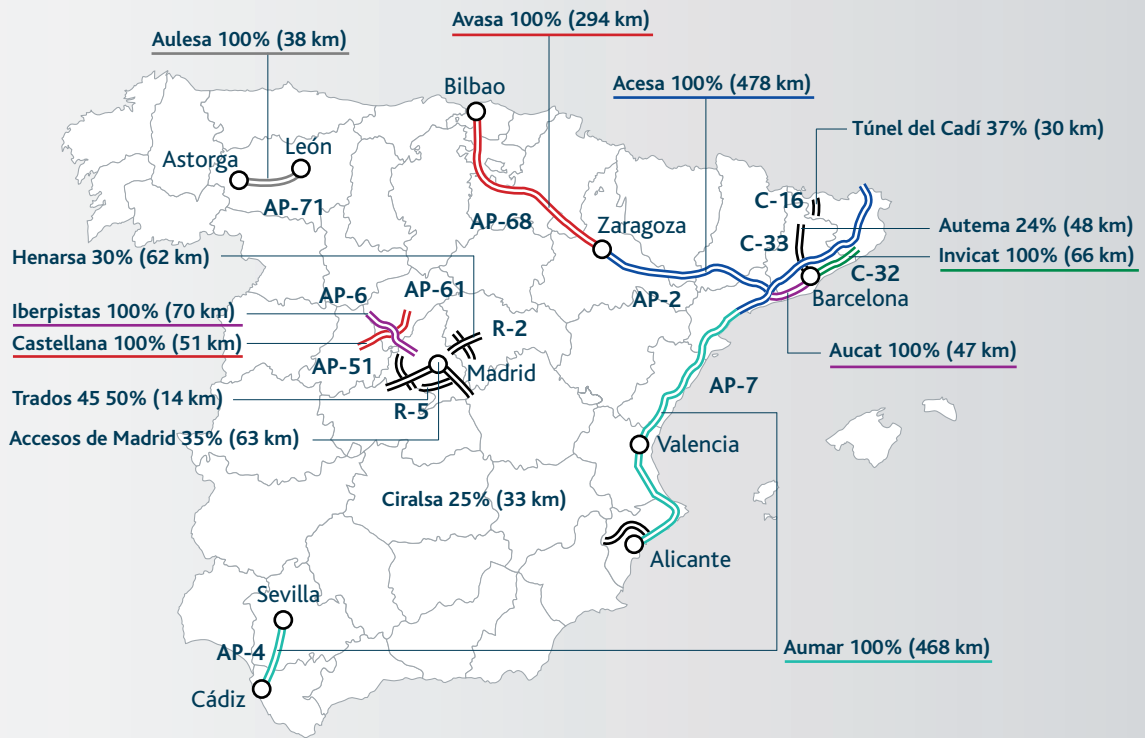 Avasa 100% (294 km)
Aulesa 100% (38 km)
Acesa 100% (478 km)
Bilbao
Túnel del Cadí 37% (30 km)
León
Astorga
AP-71
C-16
AP-68
Zaragoza
C-33
Autema 24% (48 km)
Invicat 100% (66 km)
Henarsa 30% (62 km)
C-32
AP-6
AP-61
AP-2
Barcelona
Iberpistas 100% (70 km)
R-2
Castellana 100% (51 km)
AP-51
Madrid
Aucat 100% (47 km)
AP-7
Trados 45 50% (14 km)
R-5
Accesos de Madrid 35% (63 km)
Valencia
Ciralsa 25% (33 km)
Alicante
Sevilla
AP-4
Aumar 100% (468 km)
Cádiz